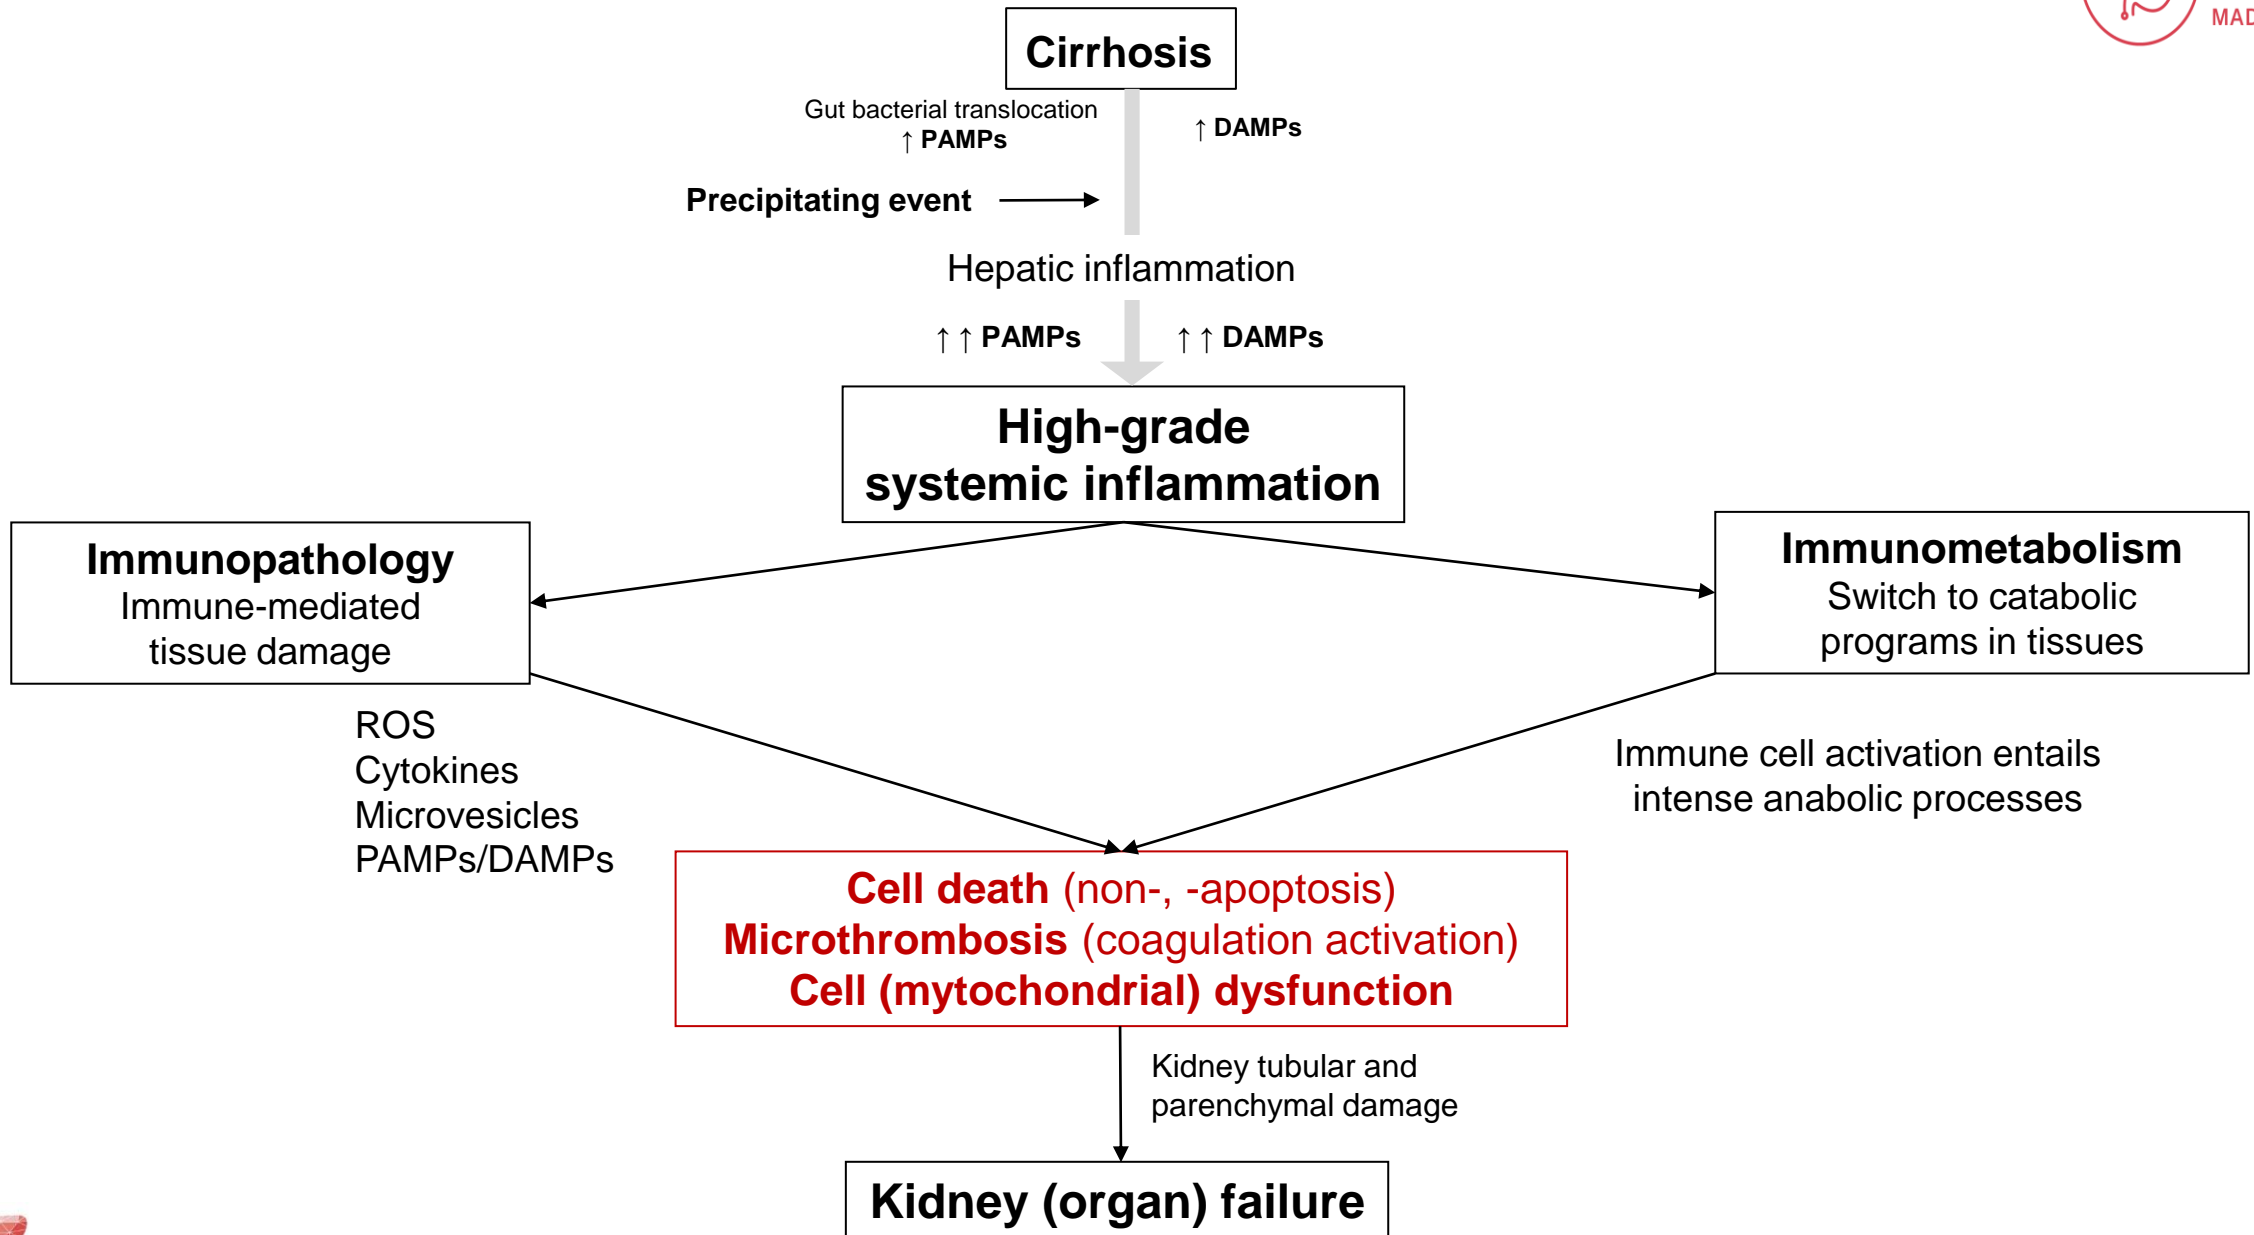 MAD
Cirrhosis
Gut bacterial translocation
↑ PAMPs
↑ DAMPs
Precipitating event
Hepatic inflammation
↑ ↑ PAMPs
↑ ↑ DAMPs
High-grade
systemic inflammation
Immunopathology
Immune-mediated
tissue damage
Immunometabolism
Switch to catabolic
programs in tissues
ROS
Cytokines
Microvesicles
PAMPs/DAMPs
Immune cell activation entails
intense anabolic processes
Cell death (non-, -apoptosis)
Microthrombosis (coagulation activation)
Cell (mytochondrial) dysfunction
Kidney tubular and
parenchymal damage
Kidney (organ) failure